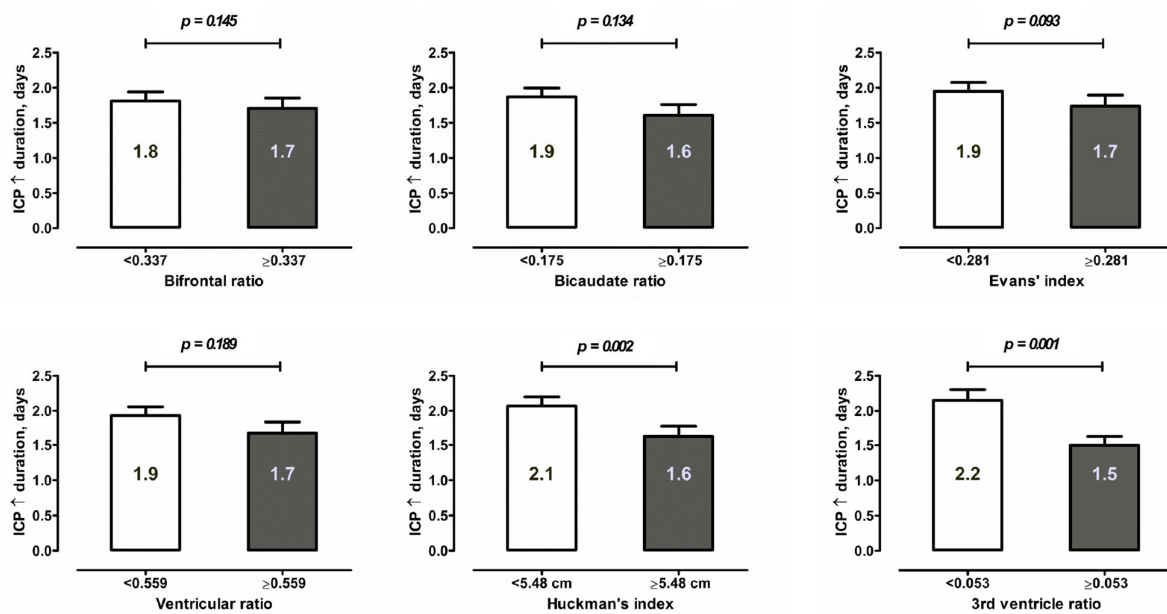 p = 0.145
ICP ↑ duration, days
2.5
2.0
1.5
1.0
0.5
0.0
1.8
1.7
<0.337
≥0.337
Bifrontal ratio
p = 0.134
ICP ↑ duration, days
2.5
2.0
1.5
1.0
0.5
0.0
1.9
1.6
<0.175
≥0.175
Bicaudate ratio
p = 0.093
ICP ↑ duration, days
2.5
2.0
1.5
1.0
0.5
0.0
1.9
1.7
<0.281
≥0.281
Evans' index
p = 0.189
ICP ↑ duration, days
2.5
2.0
1.5
1.0
0.5
0.0
1.9
1.7
<0.559
≥0.559
Ventricular ratio
p = 0.002
ICP ↑ duration, days
2.5
2.0
1.5
1.0
0.5
0.0
2.1
1.6
<5.48 cm
≥5.48 cm
Huckman's index
p = 0.001
ICP ↑ duration, days
2.5
2.0
1.5
1.0
0.5
0.0
2.2
1.5
<0.053
≥0.053
3rd ventricle ratio